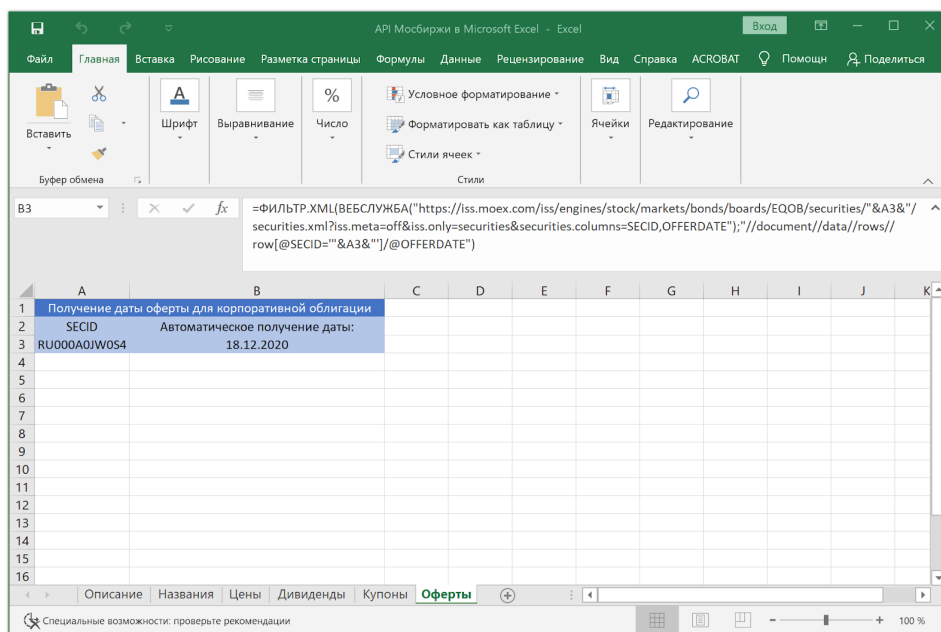 API Мосбиржи в Microsoft Excel - Excel
Вход
Файл Главная Вставка Рисование Разметка страницы Формулы Данные Рецензирование Вид Справка ACROBAT Помощн Поделиться
Вставить
Буфер обмена
Шрифт
Выравнивание
%
Число
Условное форматирование
Форматировать как таблицу
Стили ячеек
Стили
Ячейки
Редактирование
B3
fx
=ФИЛЬТР.XML(ВЕБСЛУЖБА("https://iss.moex.com/iss/engines/stock/markets/bonds/boards/EQOB/securities/"&A3&"/
securities.xml?iss.meta=off&iss.only=securities&securities.columns=SECID,OFFERDATE");"//document//data//rows//
row[@SECID='"&A3&"']/@OFFERDATE")
A B C D E F G H I J K
1 Получение даты оферты для корпоративной облигации
2 SECID Автоматическое получение даты:
3 RU000A0JW0S4 18.12.2020
4
5
6
7
8
9
10
11
12
13
14
15
16
Описание Названия Цены Дивиденды Купоны Оферты
Специальные возможности: проверьте рекомендации
100 %